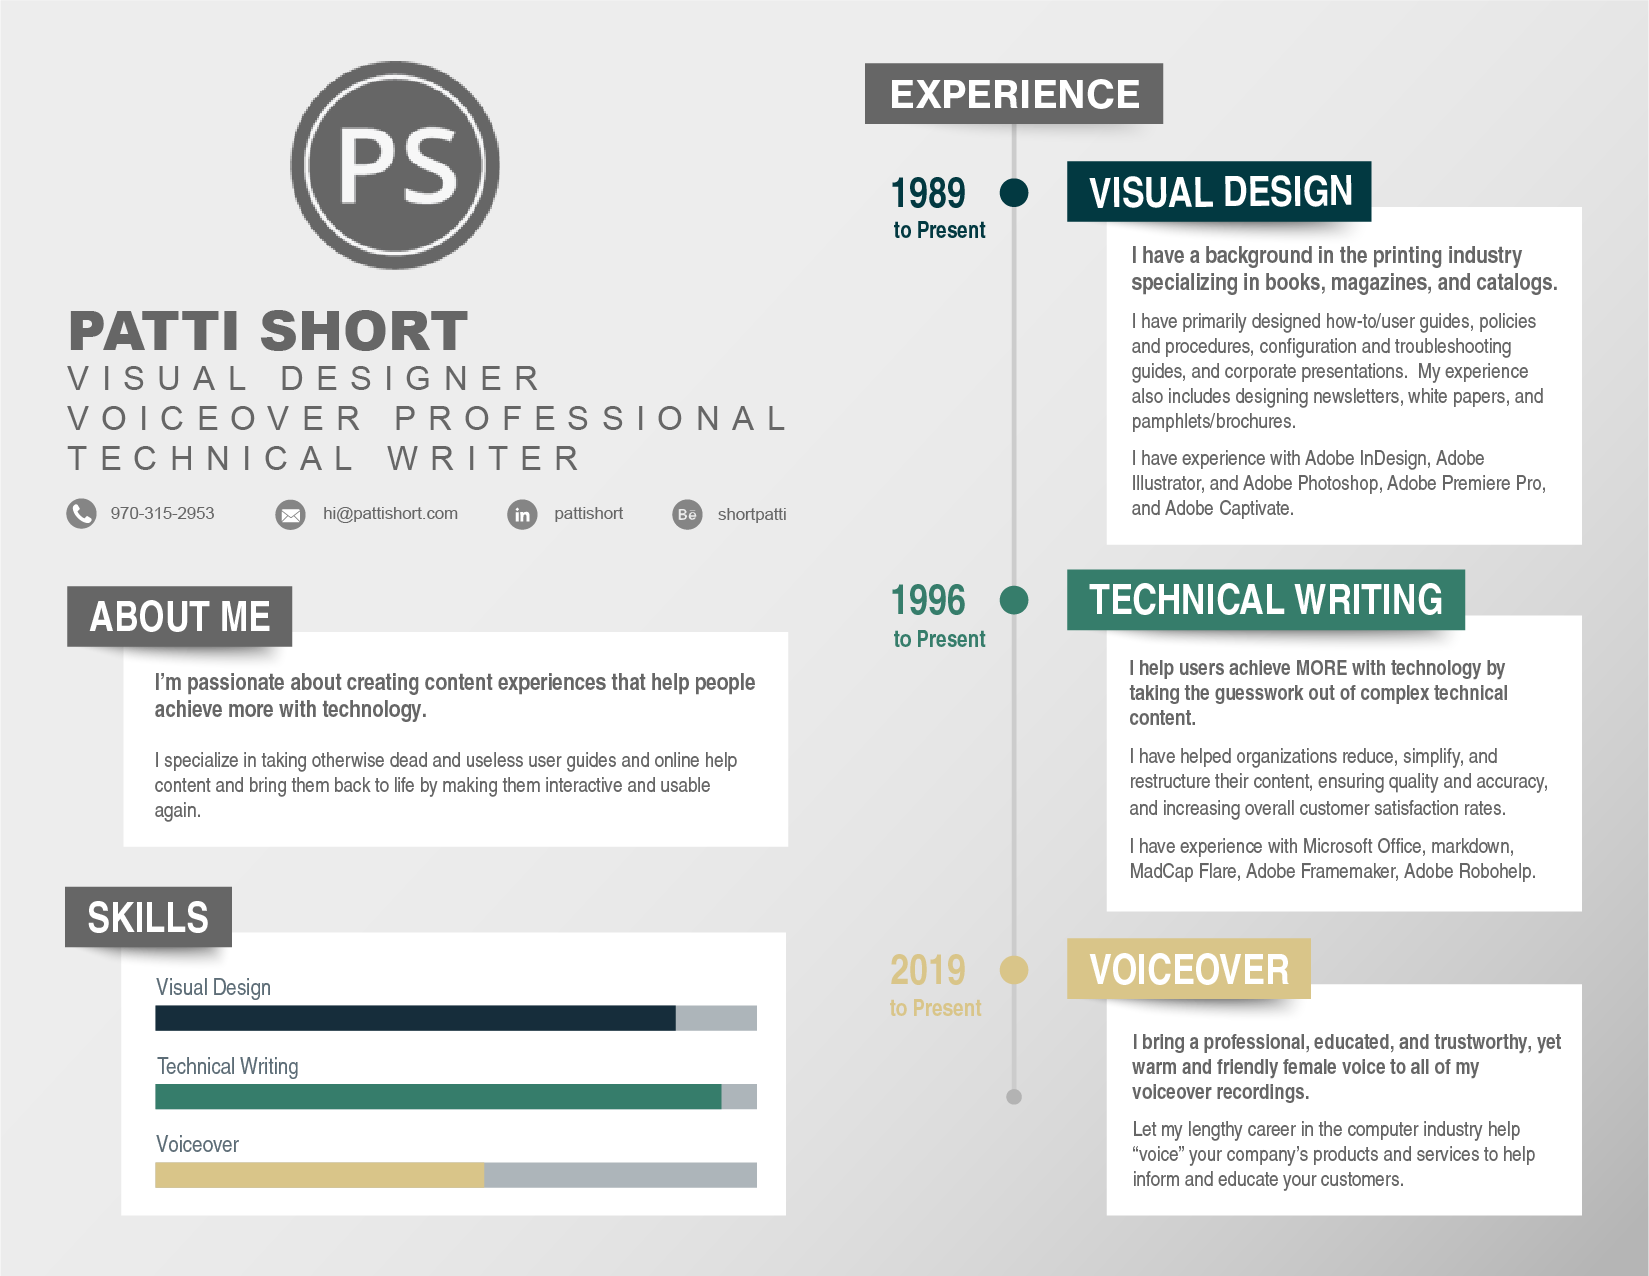 PS
PATTI SHORT
VISUAL DESIGNER
VOICEOVER PROFESSIONAL
TECHNICAL WRITER
970-315-2953 hi@pattishort.com in pattishort Bē shortpatti
ABOUT ME
I'm passionate about creating content experiences that help people
achieve more with technology.
I specialize in taking otherwise dead and useless user guides and online help
content and bring them back to life by making them interactive and usable
again.
SKILLS
Visual Design
Technical Writing
Voiceover
EXPERIENCE
1989
to Present
VISUAL DESIGN
I have a background in the printing industry
specializing in books, magazines, and catalogs.
I have primarily designed how-to/user guides, policies
and procedures, configuration and troubleshooting
guides, and corporate presentations.  My experience
also includes designing newsletters, white papers, and
pamphlets/brochures.
I have experience with Adobe InDesign, Adobe
Illustrator, and Adobe Photoshop, Adobe Premiere Pro,
and Adobe Captivate.
1996
to Present
TECHNICAL WRITING
I help users achieve MORE with technology by
taking the guesswork out of complex technical
content.
I have helped organizations reduce, simplify, and
restructure their content, ensuring quality and accuracy,
and increasing overall customer satisfaction rates.
I have experience with Microsoft Office, markdown,
MadCap Flare, Adobe Framemaker, Adobe Robohelp.
2019
to Present
VOICEOVER
I bring a professional, educated, and trustworthy, yet
warm and friendly female voice to all of my
voiceover recordings.
Let my lengthy career in the computer industry help
“voice” your company’s products and services to help
inform and educate your customers.